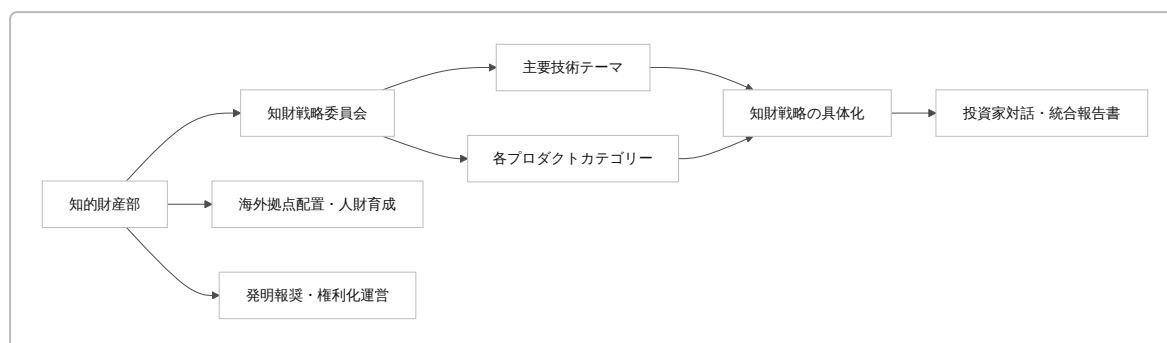 主要技術テーマ
知財戦略委員会
知財戦略の具体化
投資家対話・統合報告書
各プロダクトカテゴリー
知的財産部
海外拠点配置・人財育成
発明報奨・権利化運営